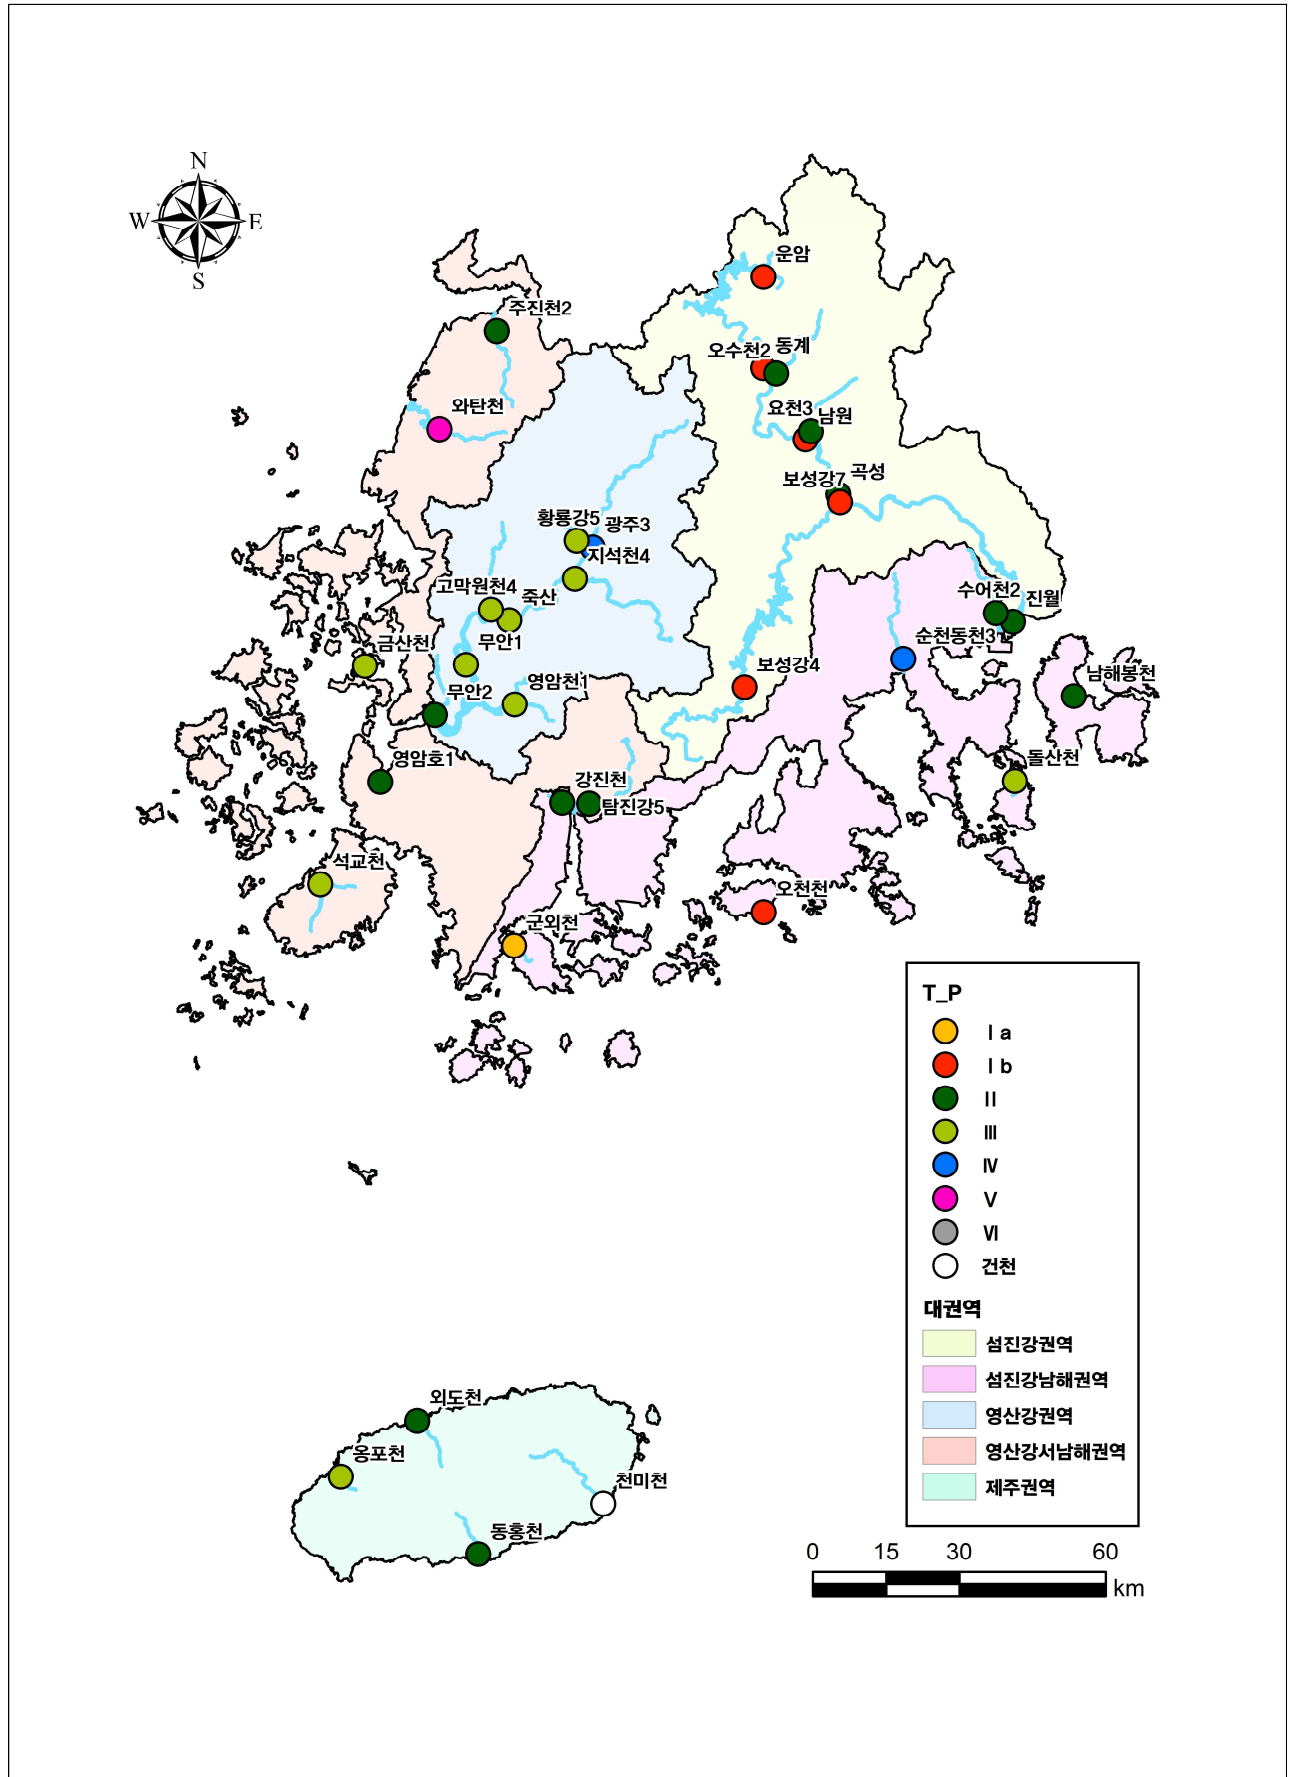 N
W
E
S
운암
주진천2
오수천2
동계
와탄천
요천3
남원
보성강7
곡성
황룡강5
광주3
지석천4
고막원천4
죽산
수어천2
진월
금산천
무안1
순천동천3
보성강4
남해봉천
무안2
영암천1
영암호1
돌산천
강진천
탐진강5
석교천
오천천
군외천
T_P
Ⅰa
Ⅰb
Ⅱ
Ⅲ
Ⅳ
Ⅴ
Ⅵ
건천
대권역
섬진강권역
섬진강남해권역
영산강권역
영산강서남해권역
제주권역
외도천
옹포천
천미천
동홍천
0 15 30 60
km